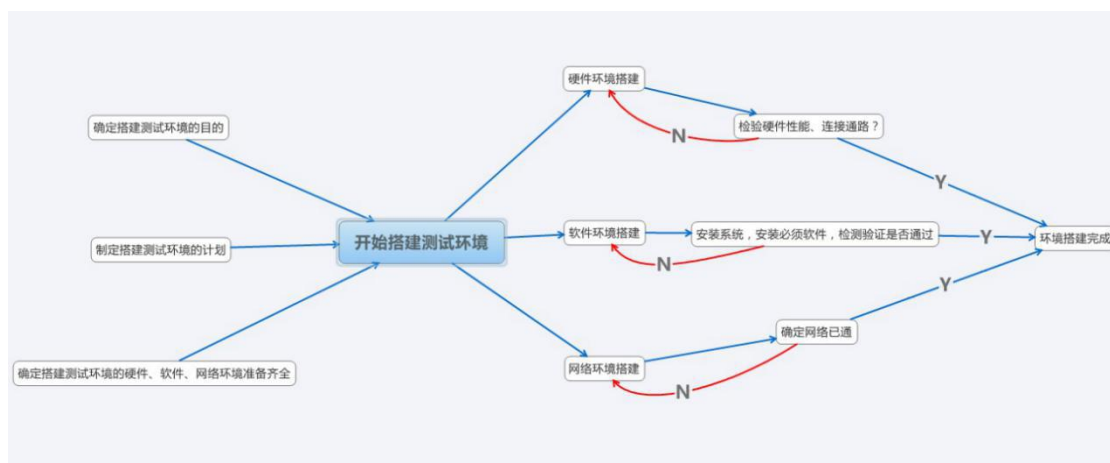 硬件环境搭建
确定搭建测试环境的目的
检验硬件性能、连接通路？
N
Y
开始搭建测试环境
制定搭建测试环境的计划
软件环境搭建
安装系统，安装必须软件，检测验证是否通过
Y
环境搭建完成
N
Y
确定网络已通
确定搭建测试环境的硬件、软件、网络环境准备齐全
网络环境搭建
N